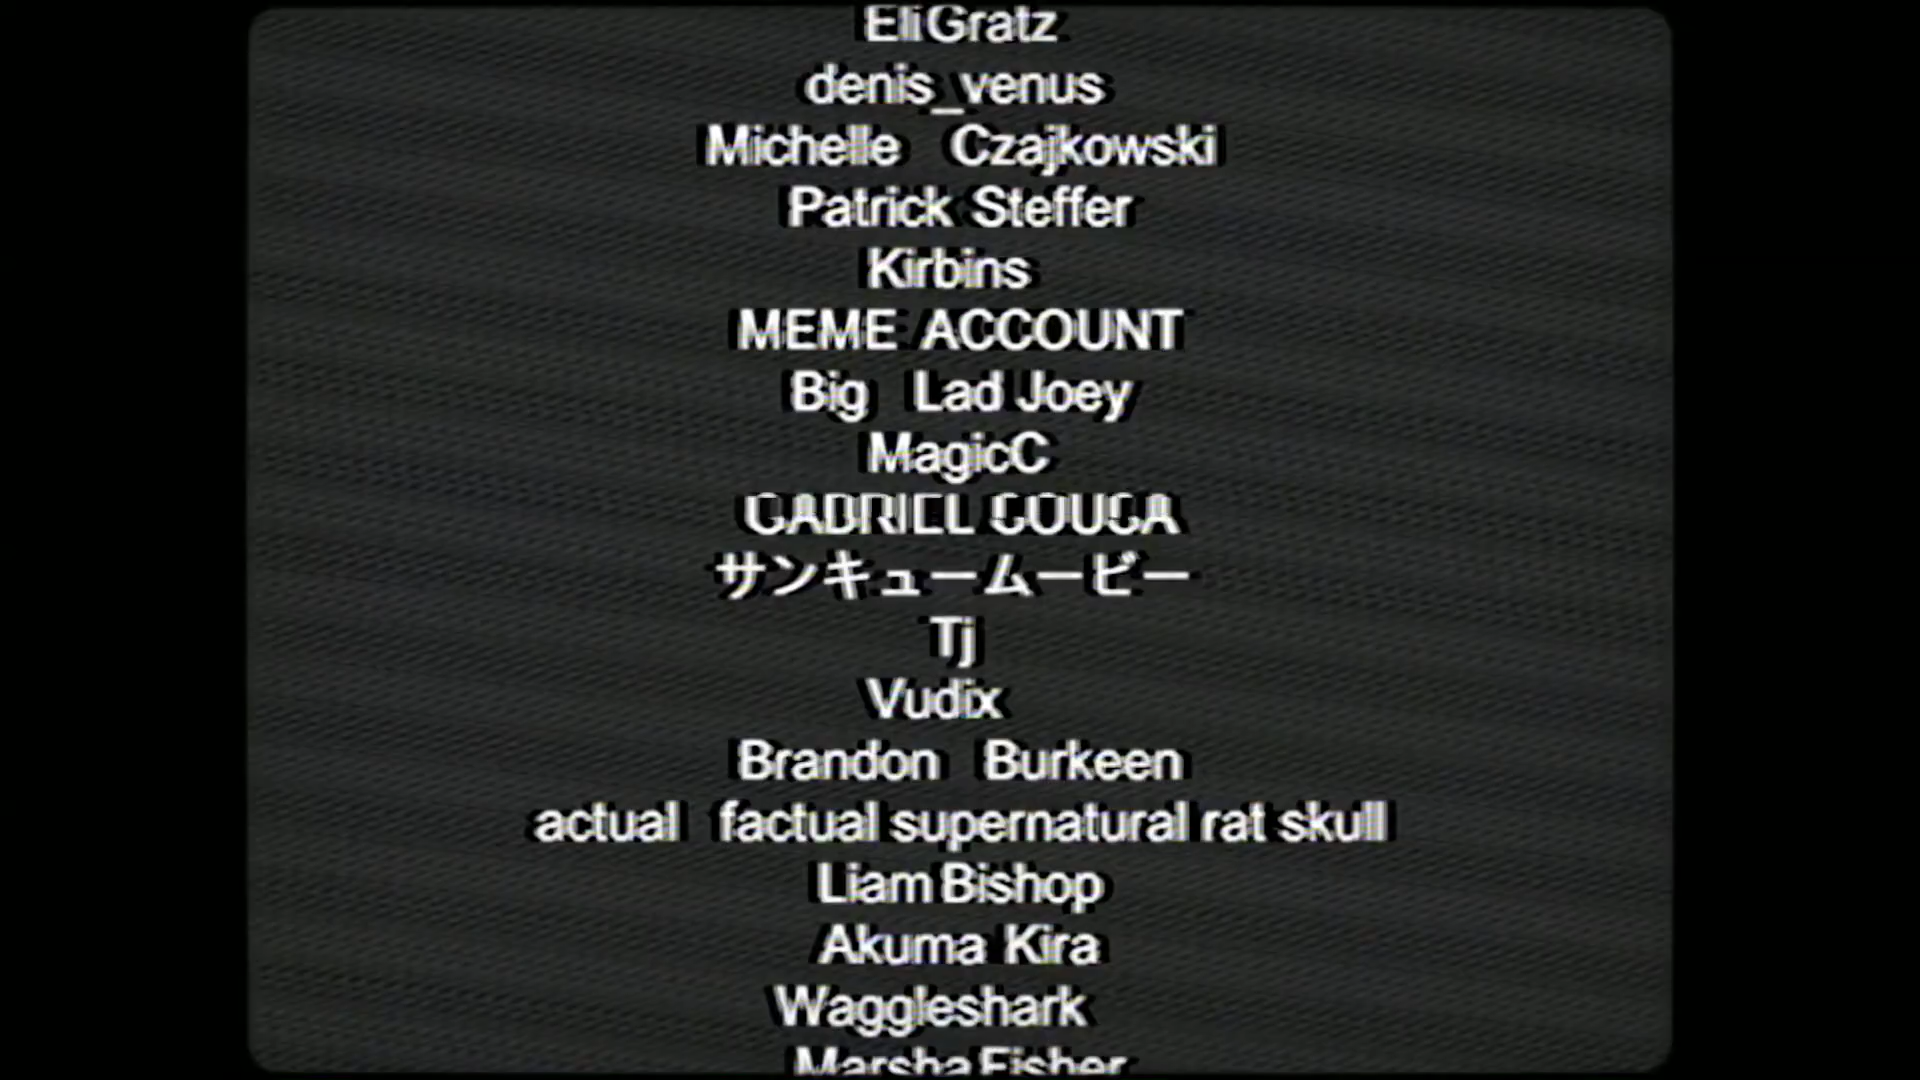 Eli Gratz
denis_venus
Michelle Czajkowski
Patrick Steffer
Kirbins
MEME ACCOUNT
Big Lad Joey
MagicC
GABRIEL
サンキュームービー
Tj
Vudix
Brandon Burkeen
actual factual supernatural rat skull
Liam Bishop
Akuma Kira
Waggleshark
Marsha Fisher